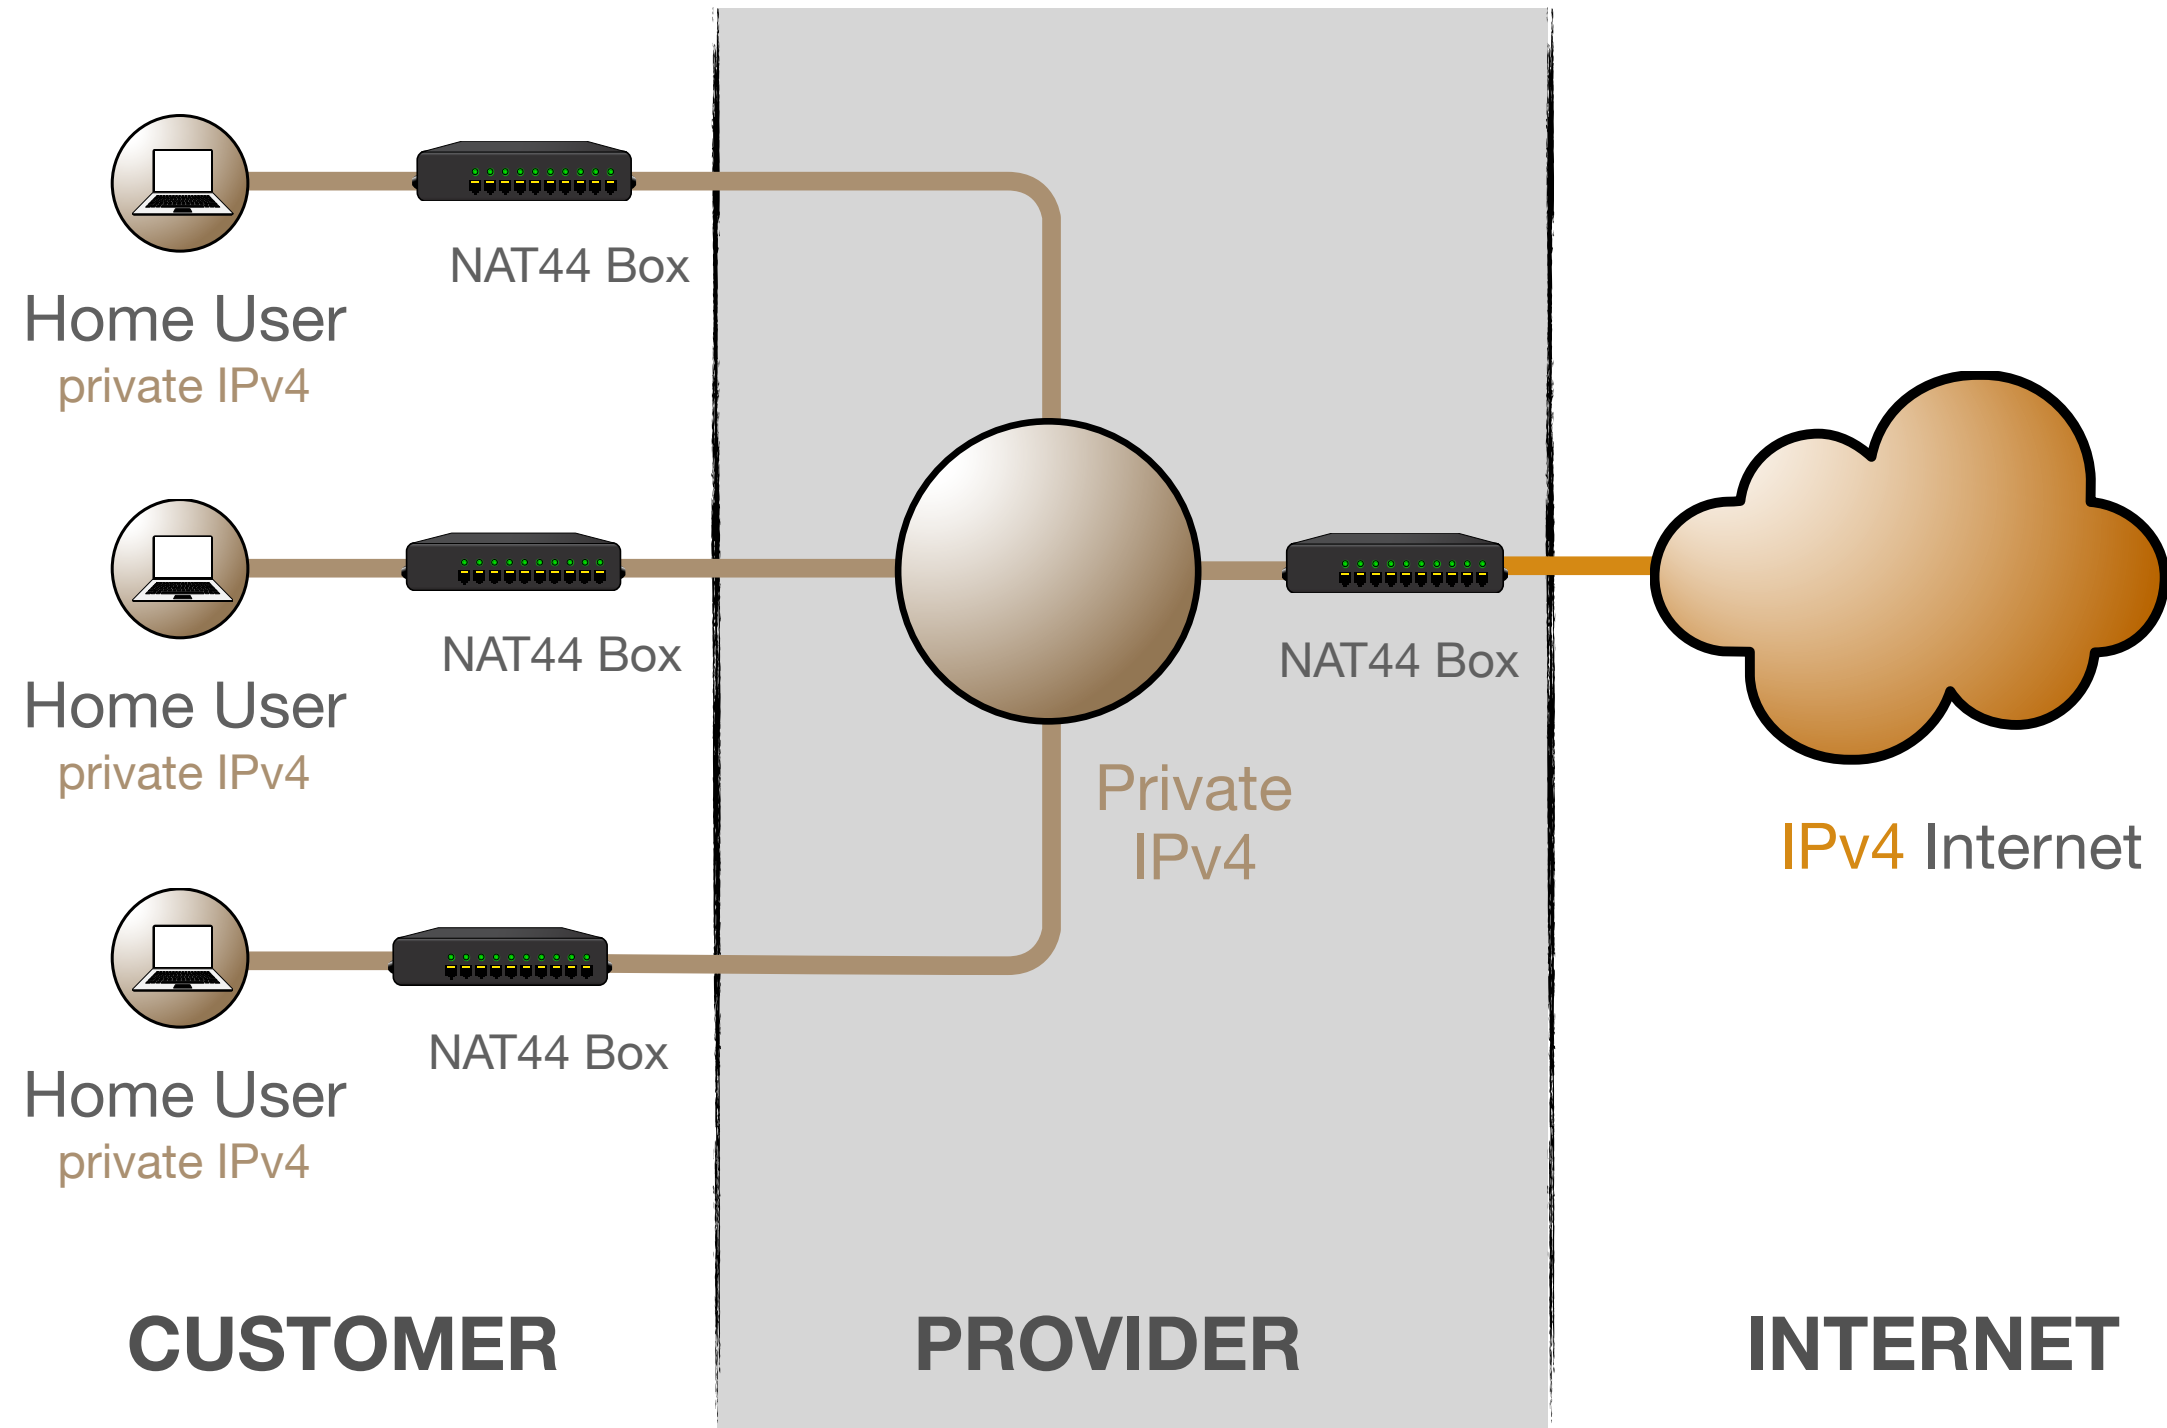 NAT44 Box
Home User
private IPv4
NAT44 Box
Home User
private IPv4
NAT44 Box
Home User
private IPv4
Private
IPv4
NAT44 Box
IPv4 Internet
CUSTOMER
PROVIDER
INTERNET